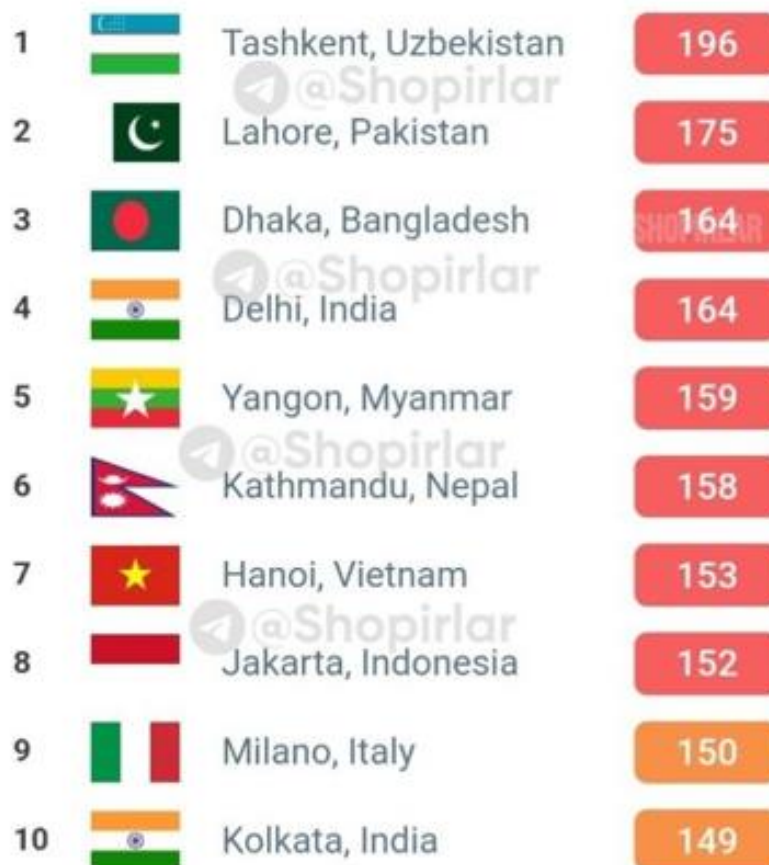 1 Tashkent, Uzbekistan 196
@Shopirlar
2 Lahore, Pakistan 175
3 Dhaka, Bangladesh 164
SHOPIRLAR
@Shopirlar
4 Delhi, India 164
5 Yangon, Myanmar 159
@Shopirlar
6 Kathmandu, Nepal 158
7 Hanoi, Vietnam 153
@Shopirlar
8 Jakarta, Indonesia 152
9 Milano, Italy 150
10 Kolkata, India 149